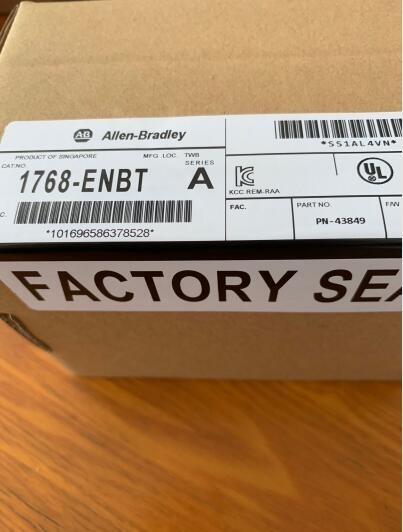 AB Allen-Bradley
PRODUCT OF SINGAPORE MFG .LOC. TWB
CAT.NO. SERIES
1768-ENBT A
*101696586378528*
*SS1AL4VN*
KCC REM-RAA
UL
FAC. PART NO. F/W
PN-43849
FACTORY SEA